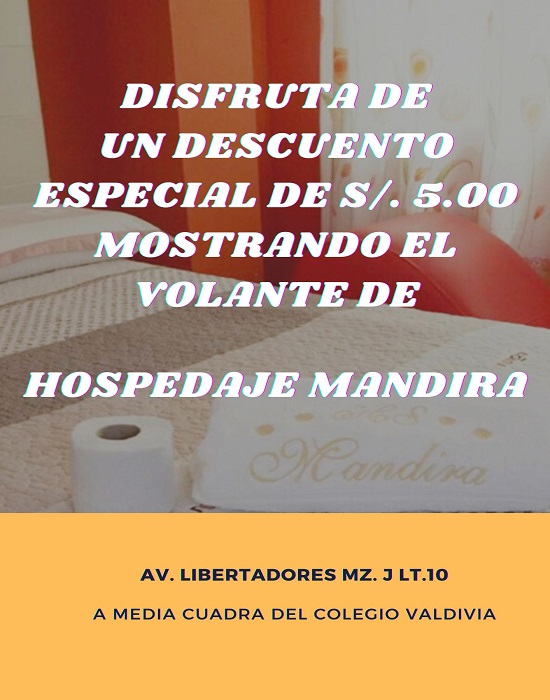 DISFRUTA DE
UN DESCUENTO
ESPECIAL DE S/. 5.00
MOSTRANDO EL
VOLANTE DE
HOSPEDAJE MANDIRA
Mandira
AV. LIBERTADORES MZ. J LT.10
A MEDIA CUADRA DEL COLEGIO VALDIVIA